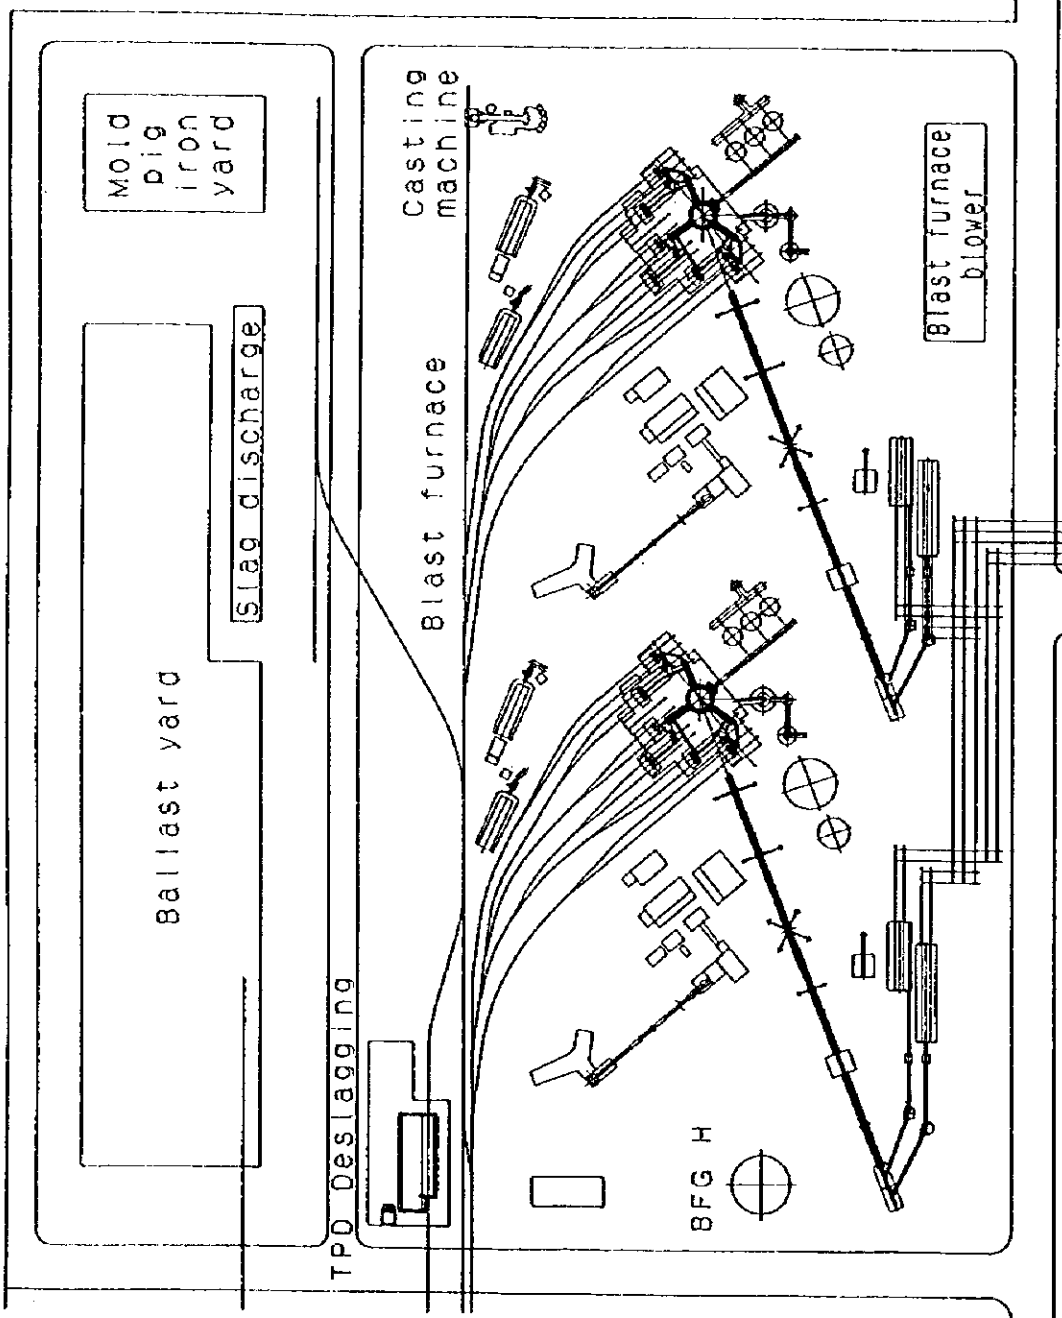 Mold
pig
iron
yard
Casting
machine
Blast furnace
blower
Slag discharge
Blast furnace
Ballast yard
TPD Deslagging
BFG H